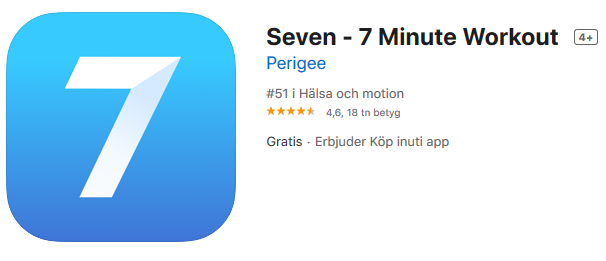 7
Seven - 7 Minute Workout 4+
Perigee
#51 i Hälsa och motion
4,6, 18 tn betyg
Gratis · Erbjuder Köp inuti app